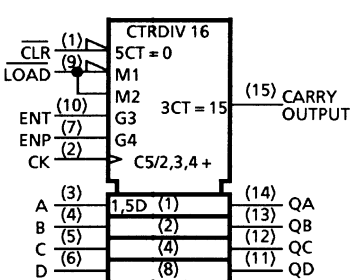 CTRDIV 16
CLR (1) 5CT = 0
LOAD (9) M1
M2
ENT (10) G3 3CT = 15 (15) CARRY OUTPUT
ENP (7) G4
CK (2) C5/2,3,4 +
A (3) 1,5D (1) (14) QA
B (4) (2) (13) QB
C (5) (4) (12) QC
D (6) (8) (11) QD